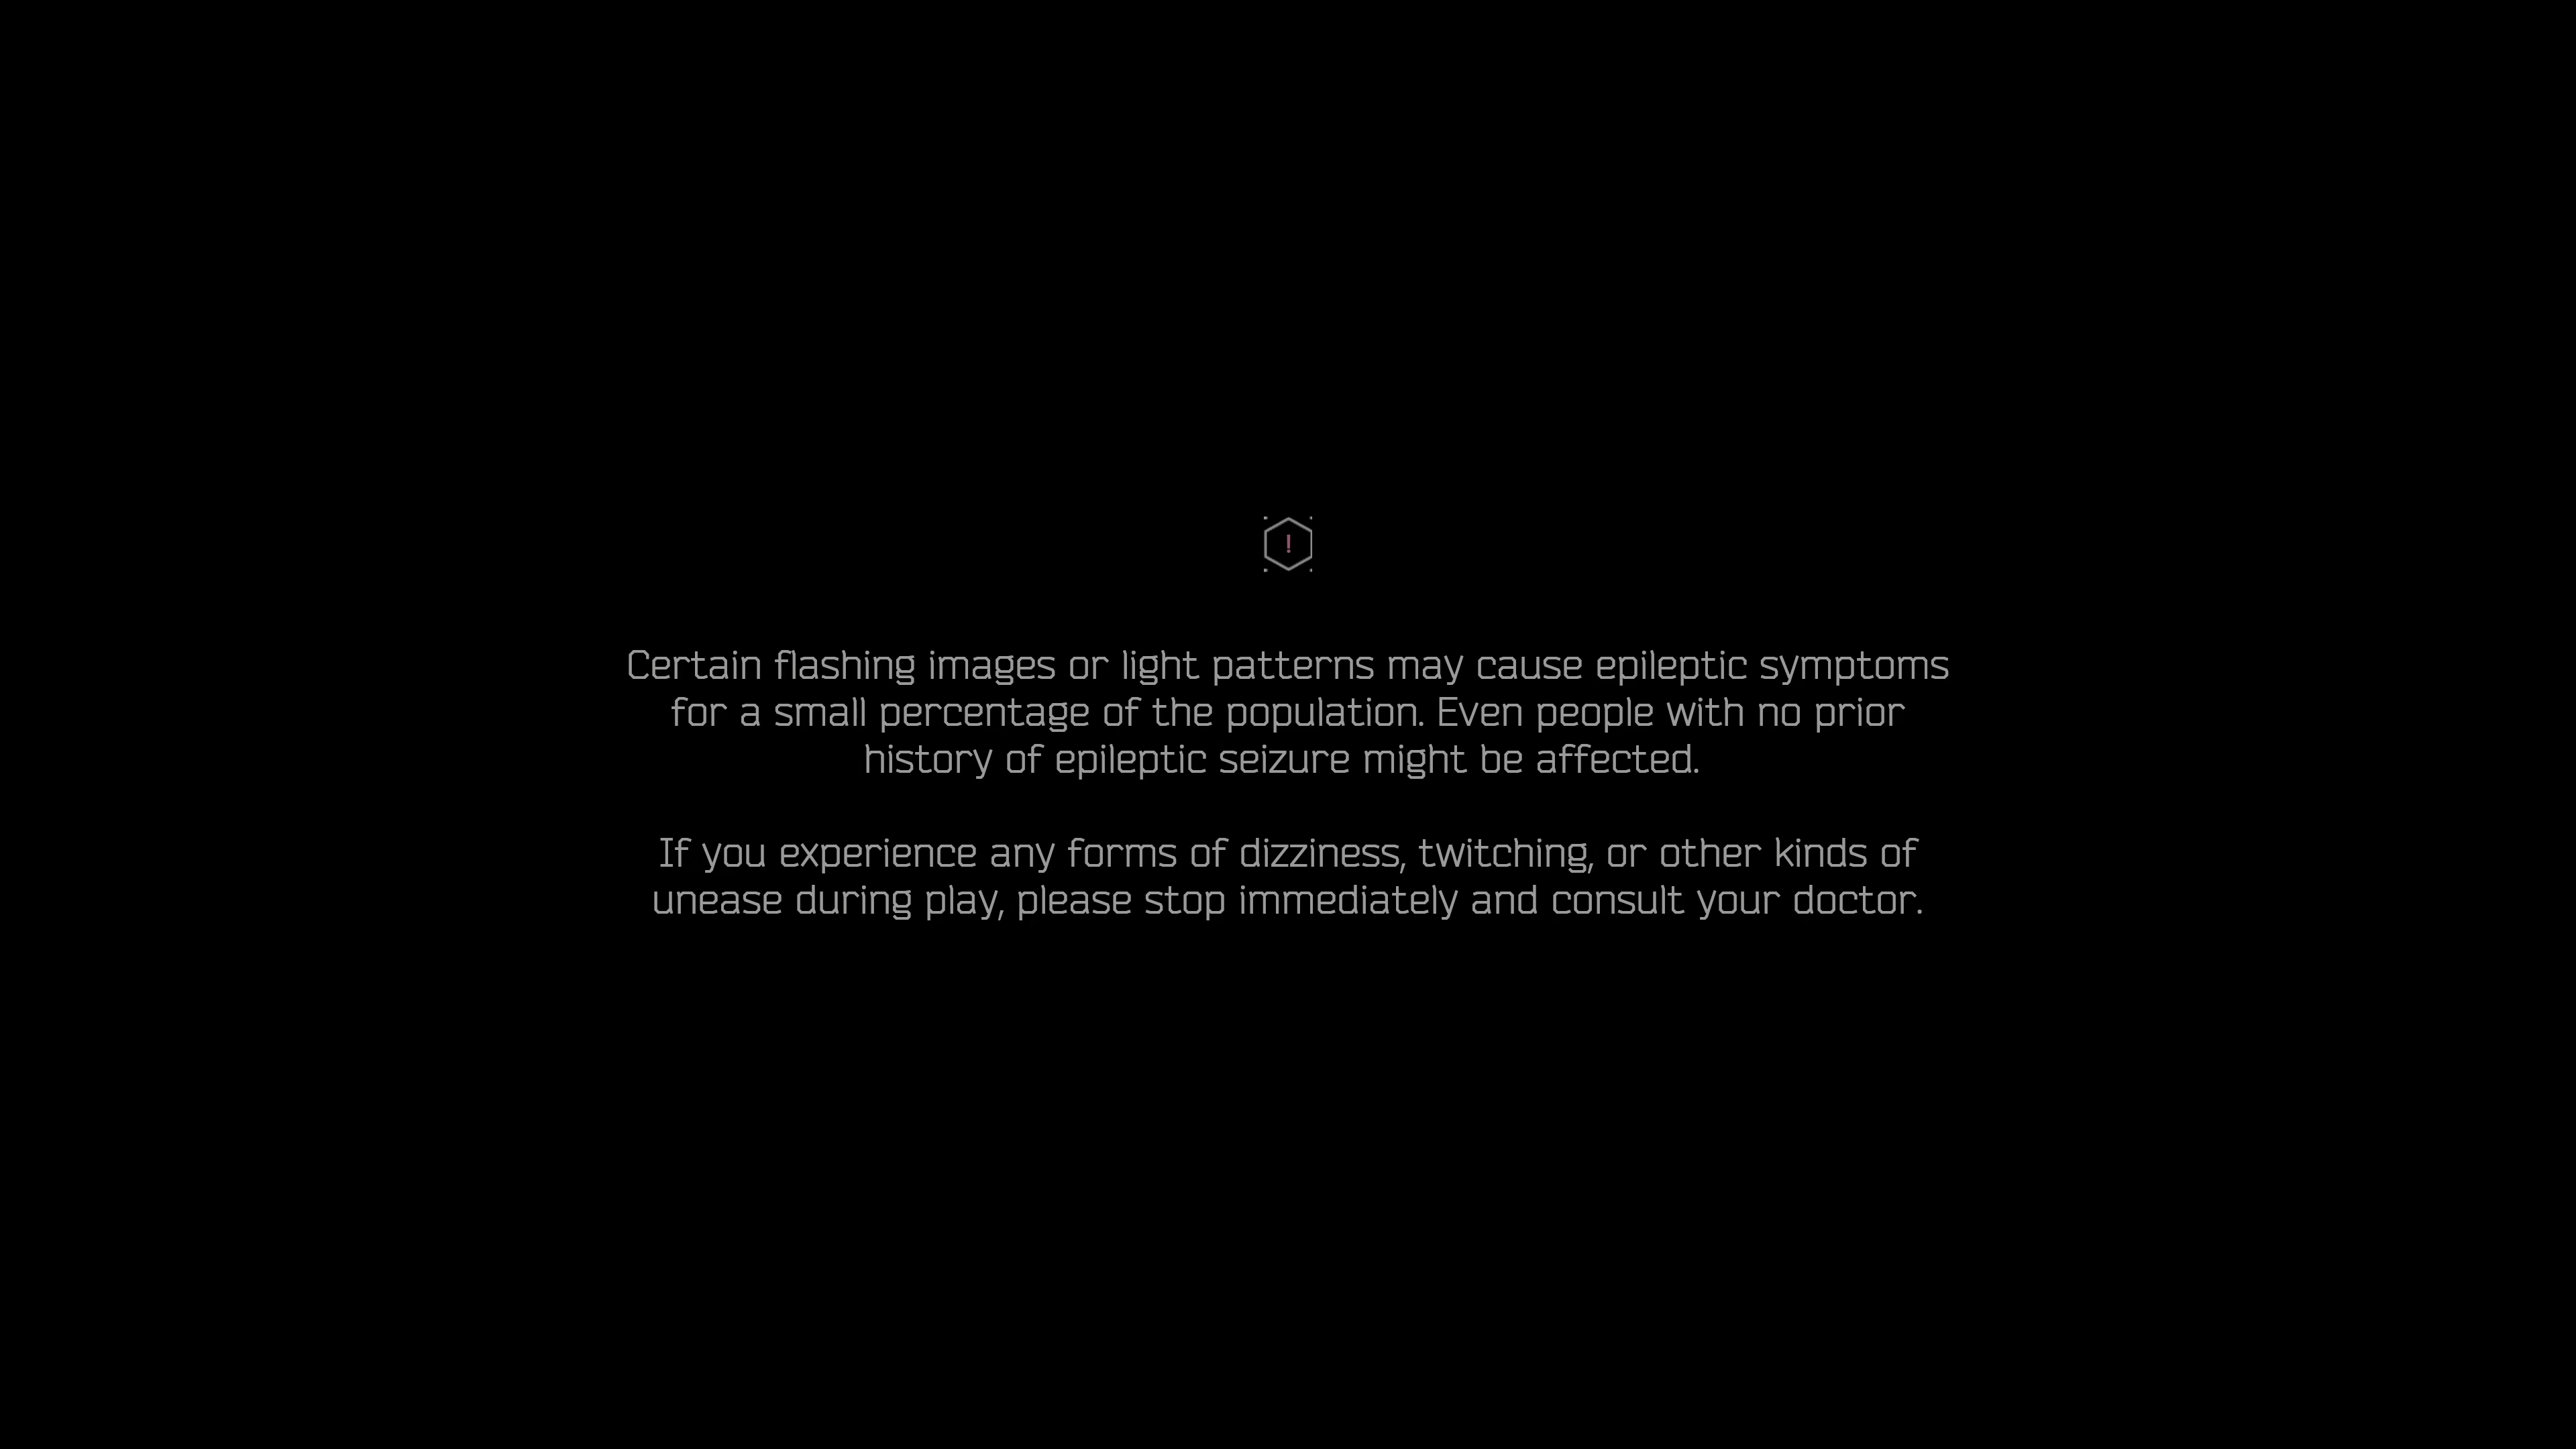 !
Certain flashing images or light patterns may cause epileptic symptoms
for a small percentage of the population. Even people with no prior
history of epileptic seizure might be affected.
If you experience any forms of dizziness, twitching, or other kinds of
unease during play, please stop immediately and consult your doctor.